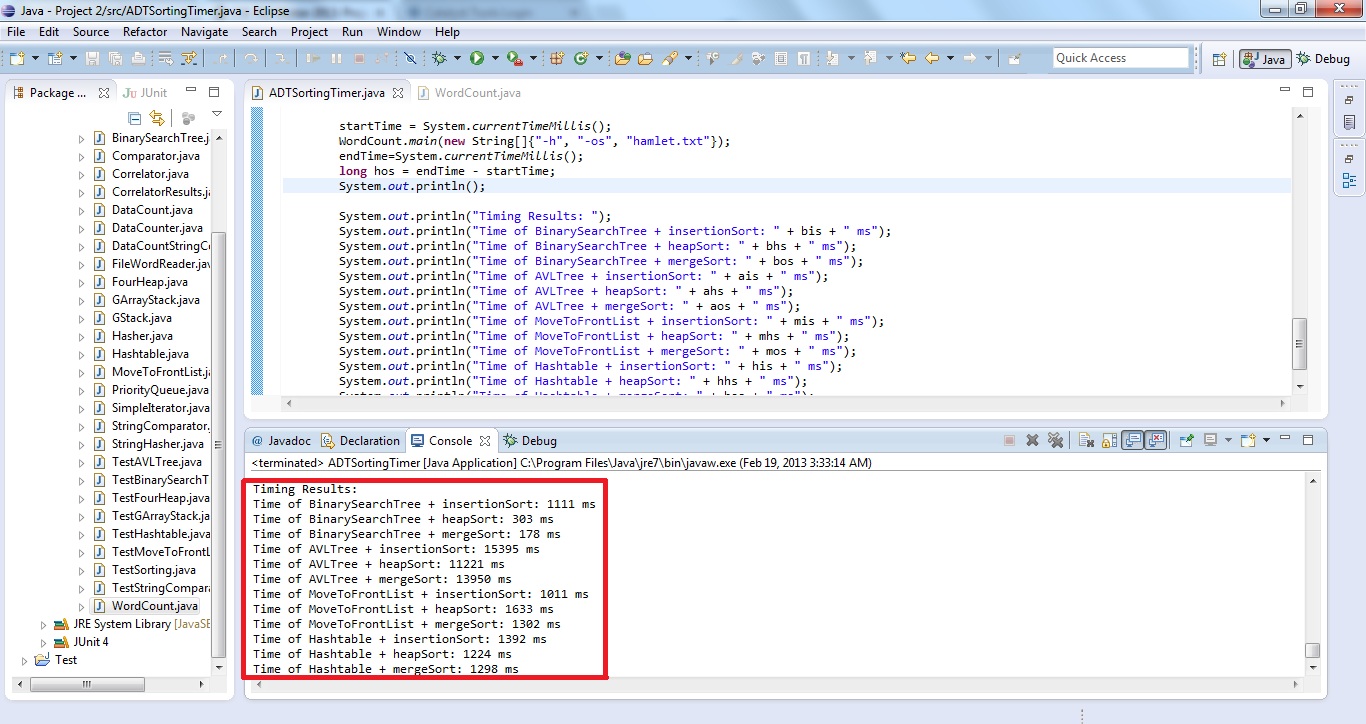 Java - Project 2/src/ADTSortingTimer.java - Eclipse
File Edit Source Refactor Navigate Search Project Run Window Help
Quick Access Java Debug
Package ... JUnit
BinarySearchTree.j
Comparator.java
Correlator.java
CorrelatorResults.j
DataCount.java
DataCounter.java
DataCountStringC
FileWordReader.jav
FourHeap.java
GArrayStack.java
GStack.java
Hasher.java
Hashtable.java
MoveToFrontList.j
PriorityQueue.java
SimpleIterator.java
StringComparator.
StringHasher.java
TestAVLTree.java
TestBinarySearchT
TestFourHeap.java
TestGArrayStack.ja
TestHashtable.java
TestMoveToFrontL
TestSorting.java
TestStringCompar
WordCount.java
JRE System Library [JavaSE
JUnit 4
Test
ADTSortingTimer.java WordCount.java
startTime = System.currentTimeMillis();
WordCount.main(new String[]{"-h", "-os", "hamlet.txt"});
endTime=System.currentTimeMillis();
long hos = endTime - startTime;
System.out.println();
System.out.println("Timing Results: ");
System.out.println("Time of BinarySearchTree + insertionSort: " + bis + " ms");
System.out.println("Time of BinarySearchTree + heapSort: " + bhs + " ms");
System.out.println("Time of BinarySearchTree + mergeSort: " + bos + " ms");
System.out.println("Time of AVLTree + insertionSort: " + ais + " ms");
System.out.println("Time of AVLTree + heapSort: " + ahs + " ms");
System.out.println("Time of AVLTree + mergeSort: " + aos + " ms");
System.out.println("Time of MoveToFrontList + insertionSort: " + mis + " ms");
System.out.println("Time of MoveToFrontList + heapSort: " + mhs + " ms");
System.out.println("Time of MoveToFrontList + mergeSort: " + mos + " ms");
System.out.println("Time of Hashtable + insertionSort: " + his + " ms");
System.out.println("Time of Hashtable + heapSort: " + hhs + " ms");
System.out.println("Time of Hashtable + mergeSort: " + hos + " ms");
@ Javadoc Declaration Console Debug
<terminated> ADTSortingTimer [Java Application] C:\Program Files\Java\jre7\bin\javaw.exe (Feb 19, 2013 3:33:14 AM)
Timing Results:
Time of BinarySearchTree + insertionSort: 1111 ms
Time of BinarySearchTree + heapSort: 303 ms
Time of BinarySearchTree + mergeSort: 178 ms
Time of AVLTree + insertionSort: 15395 ms
Time of AVLTree + heapSort: 11221 ms
Time of AVLTree + mergeSort: 13950 ms
Time of MoveToFrontList + insertionSort: 1011 ms
Time of MoveToFrontList + heapSort: 1633 ms
Time of MoveToFrontList + mergeSort: 1302 ms
Time of Hashtable + insertionSort: 1392 ms
Time of Hashtable + heapSort: 1224 ms
Time of Hashtable + mergeSort: 1298 ms